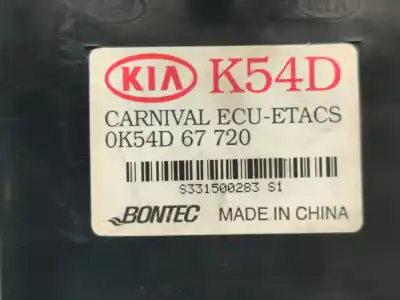 KIA K54D
CARNIVAL ECU-ETACS
0K54D 67 720
S331500283 S1
BONTEC MADE IN CHINA